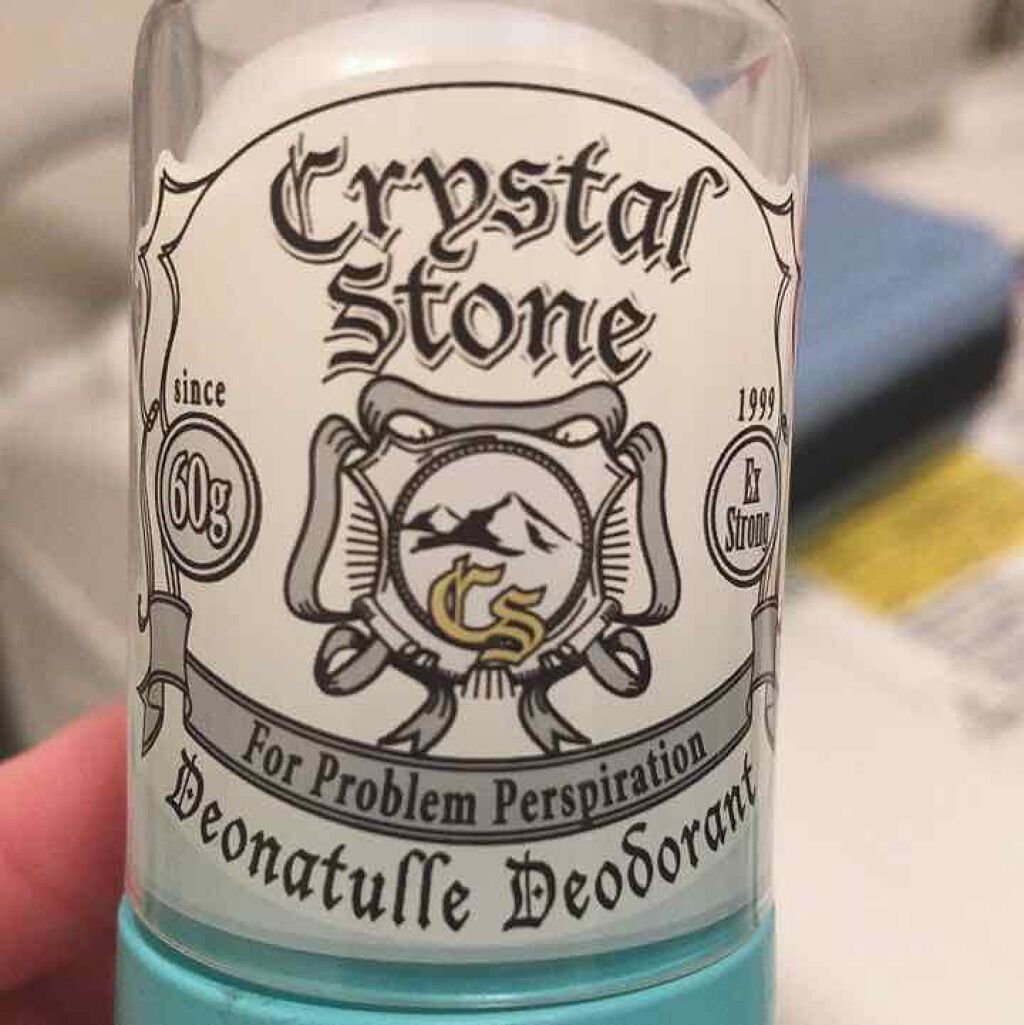 Crystal
Stone
since
1999
60g
Ex
Strong
Cs
For Problem Perspiration
Deonatulle Deodorant